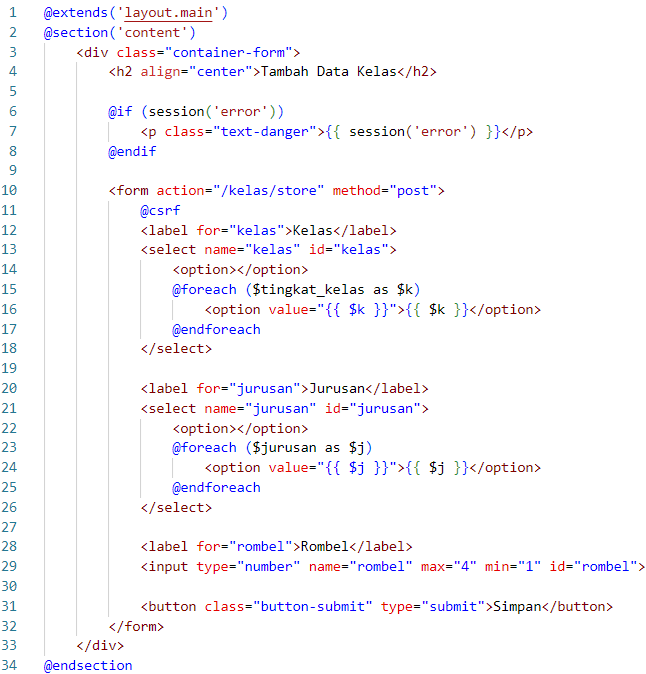 1 @extends('layout.main')
2 @section('content')
3     <div class="container-form">
4         <h2 align="center">Tambah Data Kelas</h2>
5
6         @if (session('error'))
7             <p class="text-danger">{{ session('error') }}</p>
8         @endif
9
10         <form action="/kelas/store" method="post">
11             @csrf
12             <label for="kelas">Kelas</label>
13             <select name="kelas" id="kelas">
14                 <option></option>
15                 @foreach ($tingkat_kelas as $k)
16                     <option value="{{ $k }}">{{ $k }}</option>
17                 @endforeach
18             </select>
19
20             <label for="jurusan">Jurusan</label>
21             <select name="jurusan" id="jurusan">
22                 <option></option>
23                 @foreach ($jurusan as $j)
24                     <option value="{{ $j }}">{{ $j }}</option>
25                 @endforeach
26             </select>
27
28             <label for="rombel">Rombel</label>
29             <input type="number" name="rombel" max="4" min="1" id="rombel">
30
31             <button class="button-submit" type="submit">Simpan</button>
32         </form>
33     </div>
34 @endsection